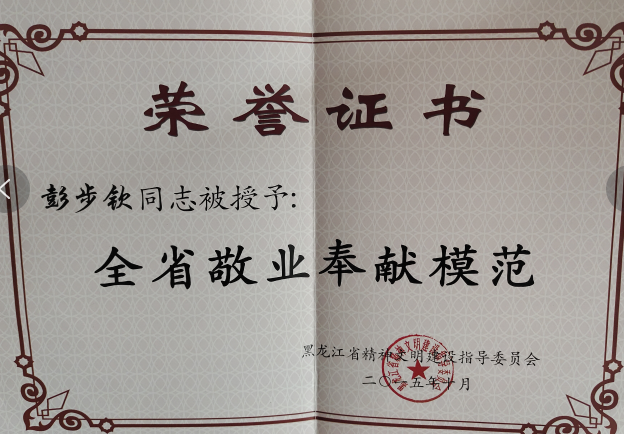 荣誉证书
彭步钦同志被授予:
全省敬业奉献模范
黑龙江省精神文明建设指导委员会
二〇一五年十月